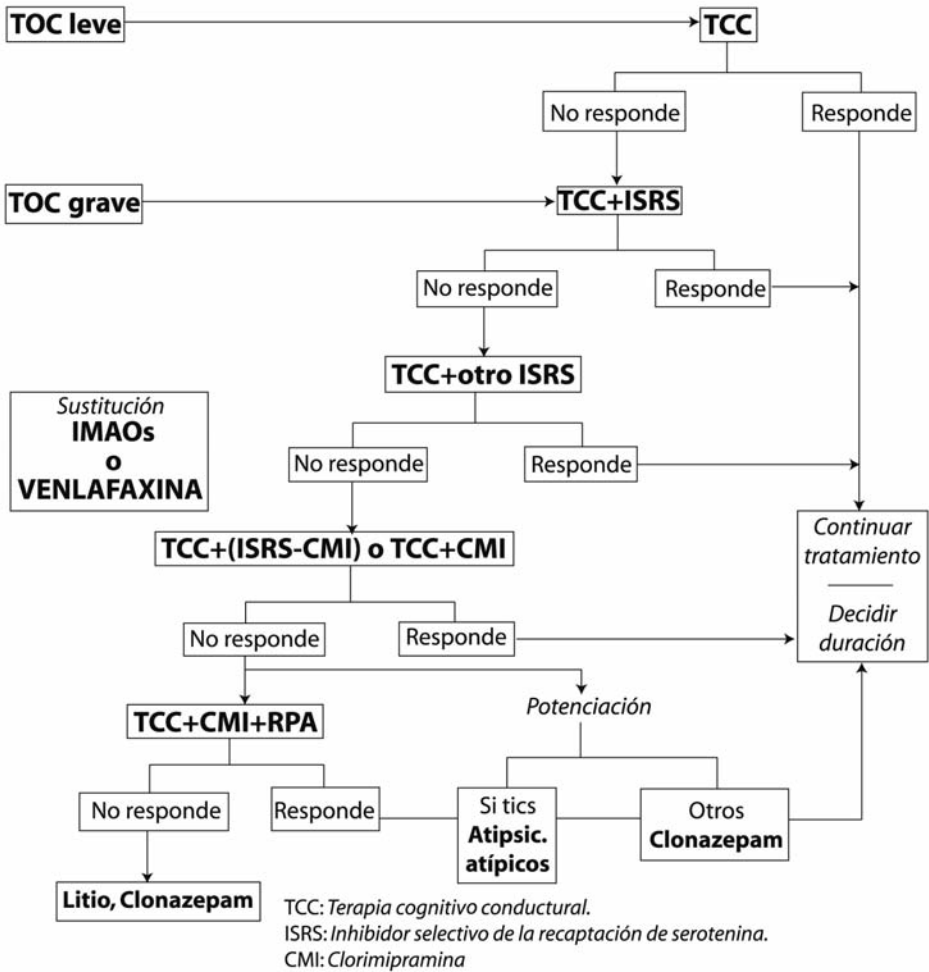 TOC leve
TCC
No responde
Responde
TOC grave
TCC+ISRS
No responde
Responde
TCC+otro ISRS
Sustitución
IMAOs
o
VENLAFAXINA
No responde
Responde
TCC+(ISRS-CMI) o TCC+CMI
Continuar
tratamiento
Decidir
duración
No responde
Responde
TCC+CMI+RPA
Potenciación
No responde
Responde
Si tics
Atipsic.
atípicos
Otros
Clonazepam
Litio, Clonazepam
TCC: Terapia cognitivo conductural.
ISRS: Inhibidor selectivo de la recaptación de serotenina.
CMI: Clorimipramina